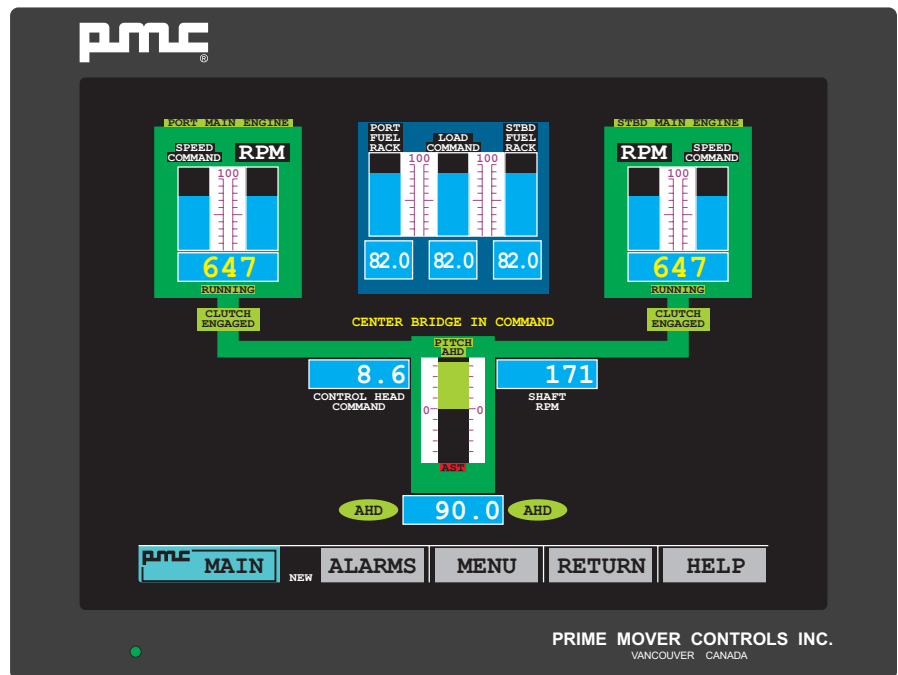 pmc®
PORT MAIN ENGINE
SPEED
COMMAND
RPM
100
647
RUNNING
CLUTCH
ENGAGED
PORT
FUEL
RACK
LOAD
COMMAND
STBD
FUEL
RACK
100 100
82.0 82.0 82.0
STBD MAIN ENGINE
RPM
SPEED
COMMAND
100
647
RUNNING
CLUTCH
ENGAGED
CENTER BRIDGE IN COMMAND
PITCH
AHD
8.6
CONTROL HEAD
COMMAND
171
SHAFT
RPM
0 0
AST
AHD 90.0 AHD
pmc MAIN NEW ALARMS MENU RETURN HELP
PRIME MOVER CONTROLS INC.
VANCOUVER CANADA